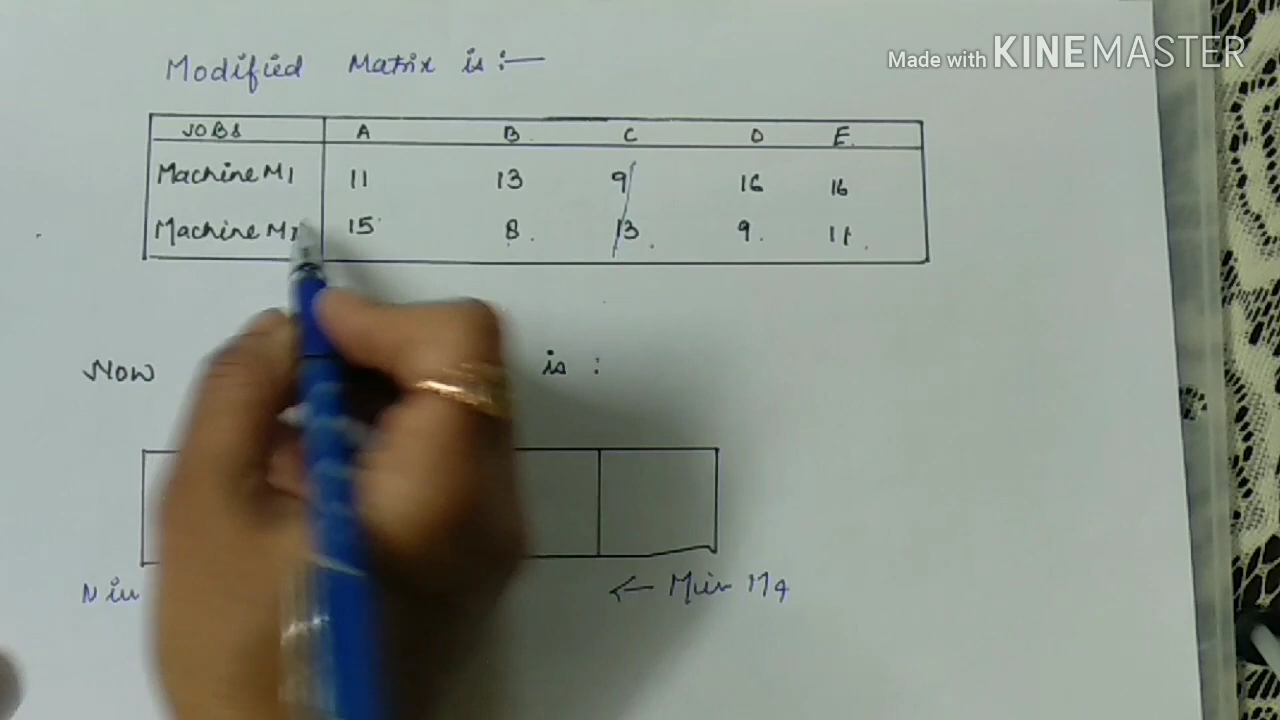 Made with KINEMASTER
Modified Matrix is :—
JOBS A B C D E
Machine M1 11 13 9 16 16
Machine M 15 8 13 9 11
Now is :
← Min M